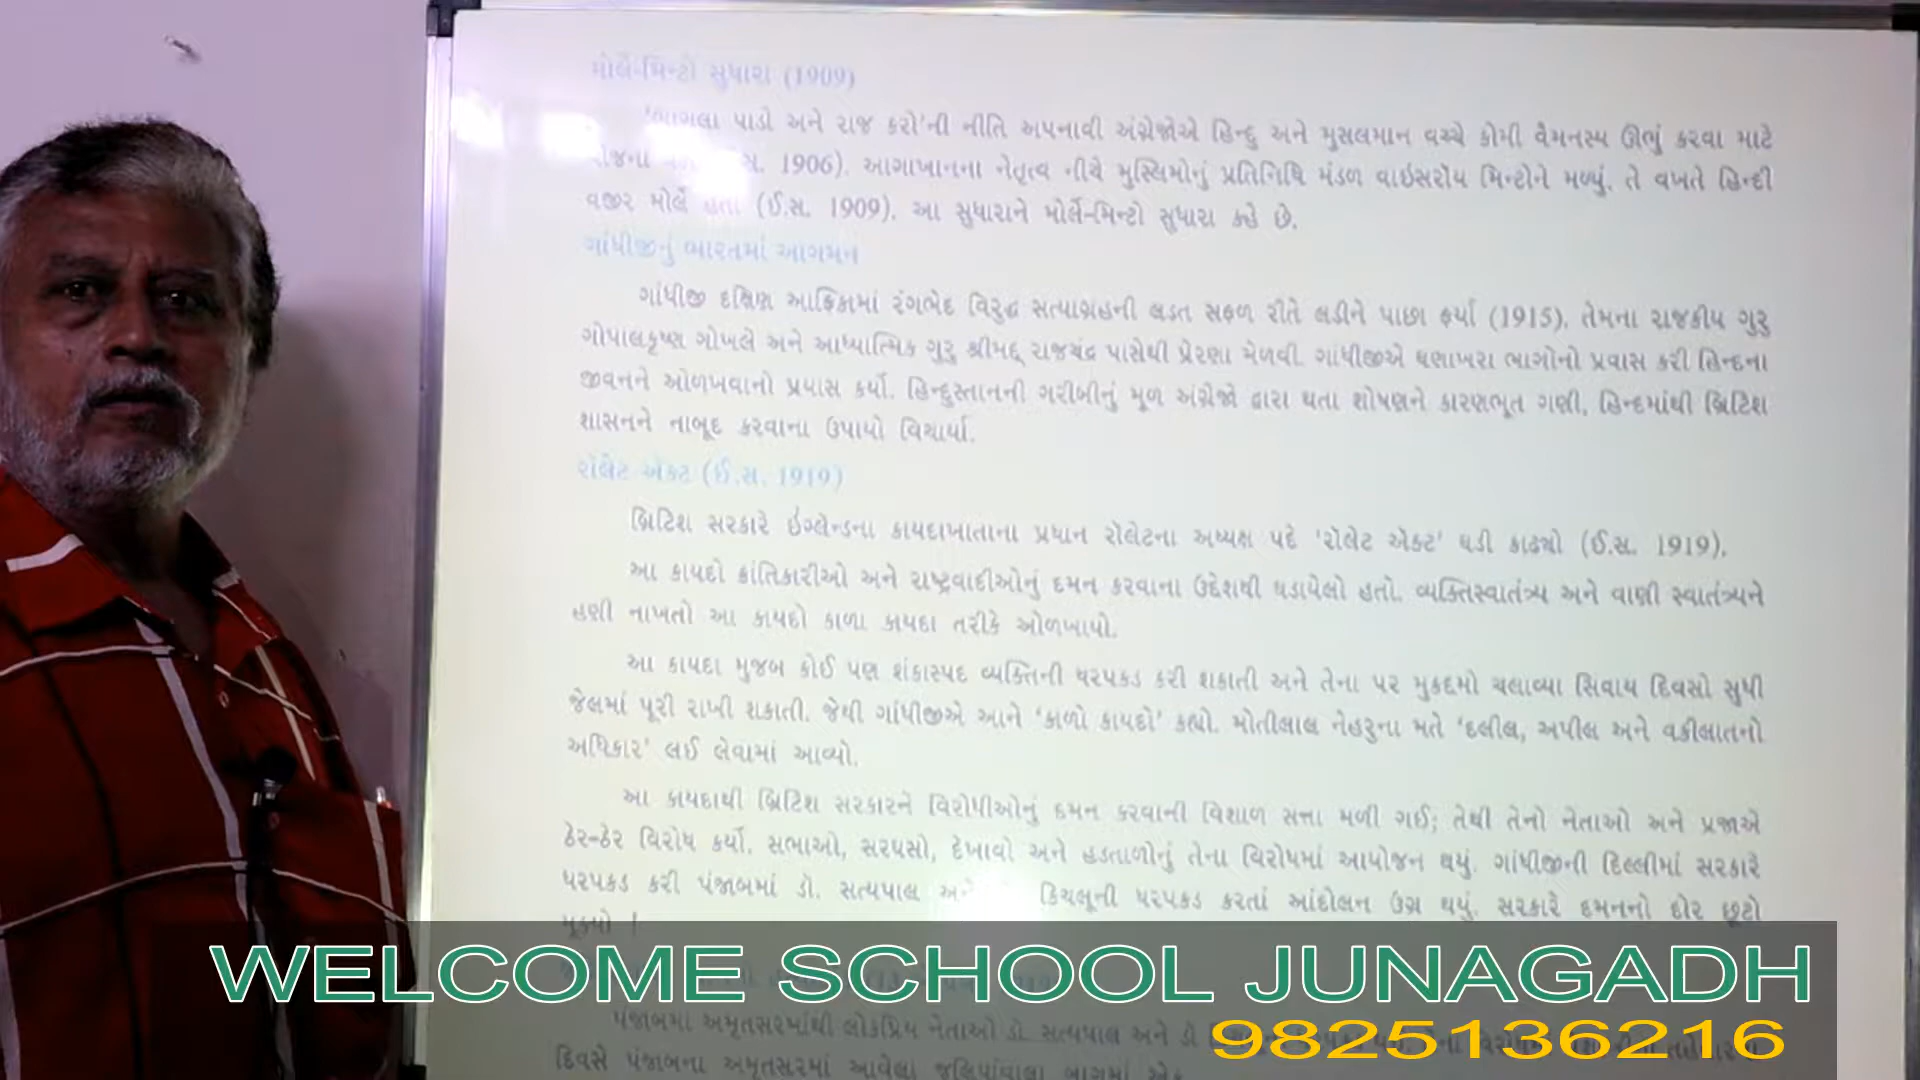 મોર્લે-મિન્ટો સુધારા (1909)
'ભાગલા પાડો અને રાજ કરો'ની નીતિ અપનાવી અંગ્રેજોએ હિન્દુ અને મુસલમાન વચ્ચે કોમી વૈમનસ્ય ઊભું કરવા માટે
સ. 1906). આગાખાનના નેતૃત્વ નીચે મુસ્લિમોનું પ્રતિનિધિ મંડળ વાઇસરૉય મિન્ટોને મળ્યું. તે વખતે હિન્દી
વજીર મોર્લે હતા (ઈ.સ. 1909). આ સુધારાને મોર્લે-મિન્ટો સુધારા કહે છે.
ગાંધીજીનું ભારતમાં આગમન
ગાંધીજી દક્ષિણ આફ્રિકામાં રંગભેદ વિરુદ્ધ સત્યાગ્રહની લડત સફળ રીતે લડીને પાછા ફર્યા (1915). તેમના રાજકીય ગુરુ
ગોપાલકૃષ્ણ ગોખલે અને આધ્યાત્મિક ગુરુ શ્રીમદ્ રાજચંદ્ર પાસેથી પ્રેરણા મેળવી. ગાંધીજીએ ઘણાખરા ભાગોનો પ્રવાસ કરી હિન્દના
જીવનને ઓળખવાનો પ્રયાસ કર્યો. હિન્દુસ્તાનની ગરીબીનું મૂળ અંગ્રેજો દ્વારા થતા શોષણને કારણભૂત ગણી, હિન્દમાંથી બ્રિટિશ
શાસનને નાબૂદ કરવાના ઉપાયો વિચાર્યા.
રૉલેટ ઍક્ટ (ઈ.સ. 1919)
બ્રિટિશ સરકારે ઇંગ્લૅન્ડના કાયદાખાતાના પ્રધાન રૉલેટના અધ્યક્ષ પદે 'રૉલેટ ઍક્ટ' ઘડી કાઢ્યો (ઈ.સ. 1919).
આ કાયદો ક્રાંતિકારીઓ અને રાષ્ટ્રવાદીઓનું દમન કરવાના ઉદ્દેશથી ઘડાયેલો હતો. વ્યક્તિસ્વાતંત્ર્ય અને વાણી સ્વાતંત્ર્યને
હણી નાખતો આ કાયદો કાળા કાયદા તરીકે ઓળખાયો.
આ કાયદા મુજબ કોઈ પણ શંકાસ્પદ વ્યક્તિની ધરપકડ કરી શકાતી અને તેના પર મુકદ્દમો ચલાવ્યા સિવાય દિવસો સુધી
જેલમાં પૂરી રાખી શકાતી. જેથી ગાંધીજીએ આને 'કાળો કાયદો' કહ્યો. મોતીલાલ નેહરુના મતે 'દલીલ, અપીલ અને વકીલાતનો
અધિકાર' લઈ લેવામાં આવ્યો.
આ કાયદાથી બ્રિટિશ સરકારને વિરોધીઓનું દમન કરવાની વિશાળ સત્તા મળી ગઈ; તેથી તેનો નેતાઓ અને પ્રજાએ
ઠેર-ઠેર વિરોધ કર્યો. સભાઓ, સરઘસો, દેખાવો અને હડતાળોનું તેના વિરોધમાં આયોજન થયું. ગાંધીજીની દિલ્લીમાં સરકારે
ધરપકડ કરી પંજાબમાં ડૉ. સત્યપાલ કિચલૂની ધરપકડ કરતાં આંદોલન ઉગ્ર થયું. સરકારે દમનનો દોર છૂટો
મૂક્યો !
WELCOME SCHOOL JUNAGADH
પંજાબમાં અમૃતસરમાંથી લોકપ્રિય નેતાઓ ડૉ. સત્યપાલ અને ડૉ
9825136216
દિવસે પંજાબના અમૃતસરમાં આવેલા જલિયાંવાલા બાગમાં એક